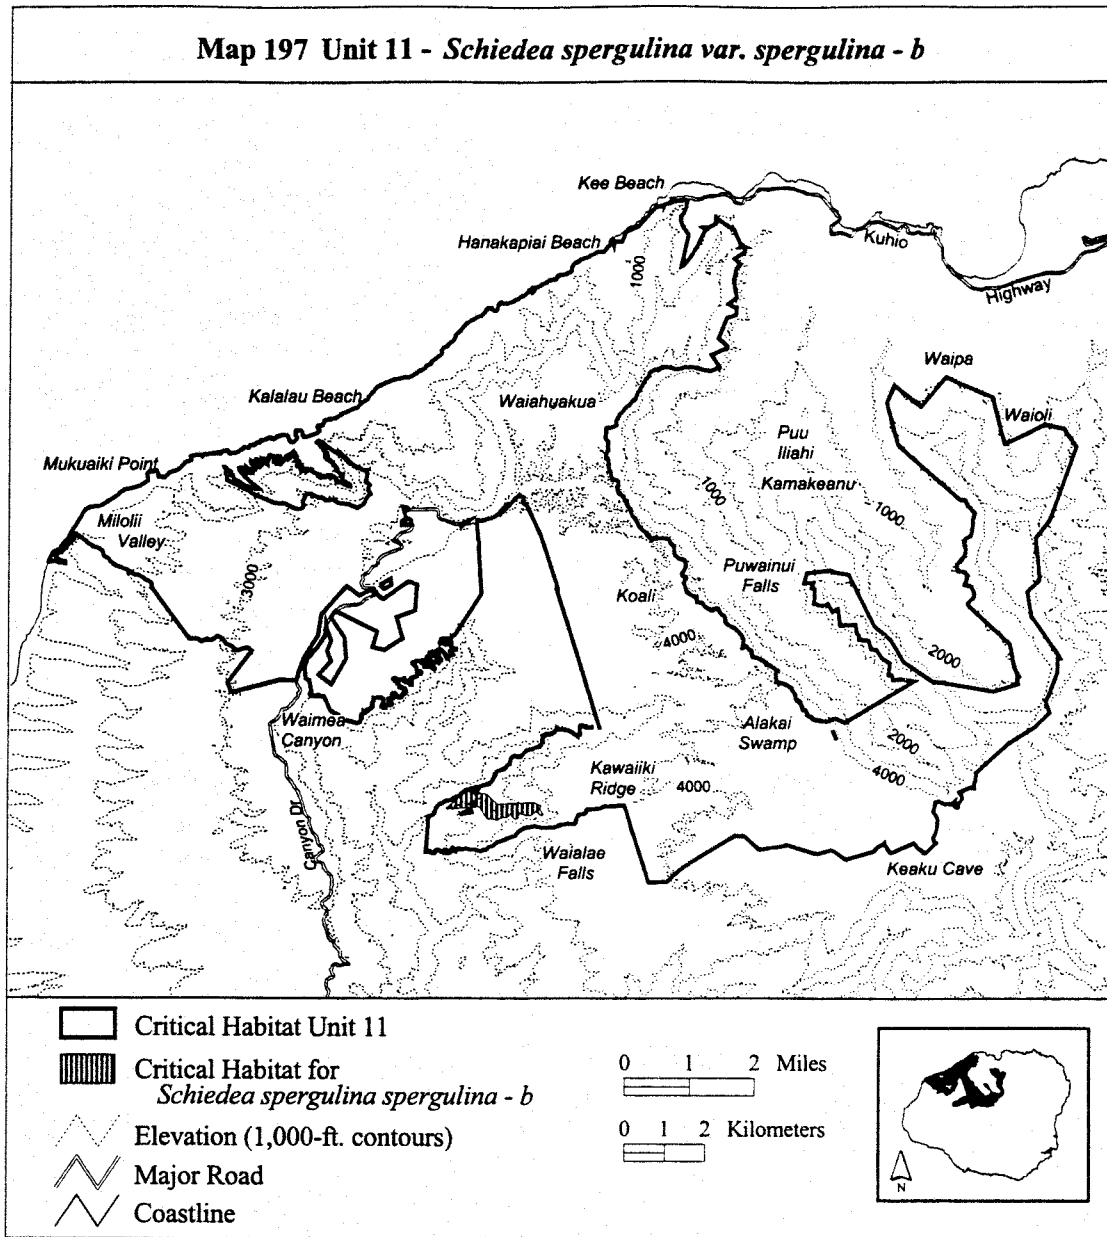 Map 197 Unit 11 - Schiedea spergulina var. spergulina - b
Kee Beach
Hanakapiai Beach
Kuhio
Highway
1000
Waipa
Kalalau Beach
Waiahuakua
Waioli
Puu
Iliahi
Mukuaiki Point
Kamakeanu
1000
1000
Milolii
Valley
3000
Puwainui
Falls
Koali
4000
2000
Waimea
Canyon
Alakai
Swamp
2000
4000
Kawaiiki
Ridge
4000
Canyon Dr
Waialae
Falls
Keaku Cave
Critical Habitat Unit 11
Critical Habitat for
Schiedea spergulina spergulina - b
Elevation (1,000-ft. contours)
Major Road
Coastline
0 1 2 Miles
0 1 2 Kilometers
N